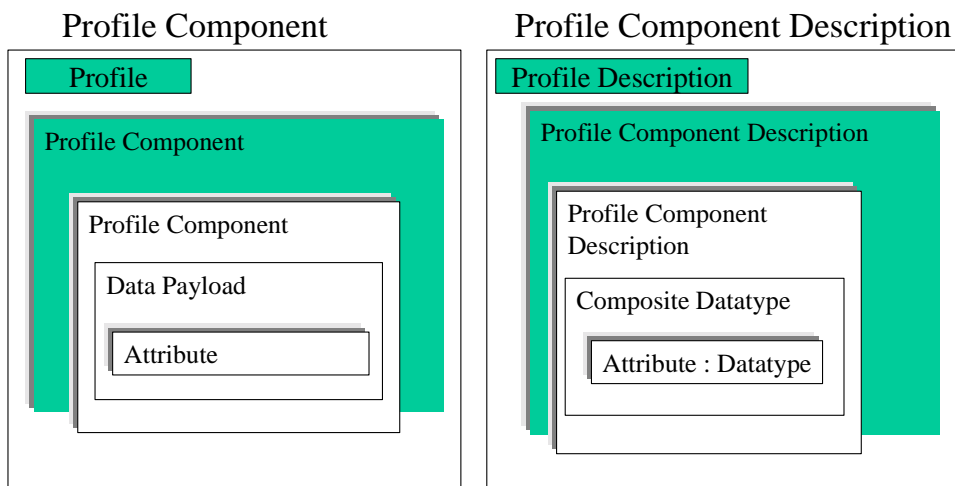 Profile Component
Profile
Profile Component
Profile Component
Data Payload
Attribute
Profile Component Description
Profile Description
Profile Component Description
Profile Component
Description
Composite Datatype
Attribute : Datatype